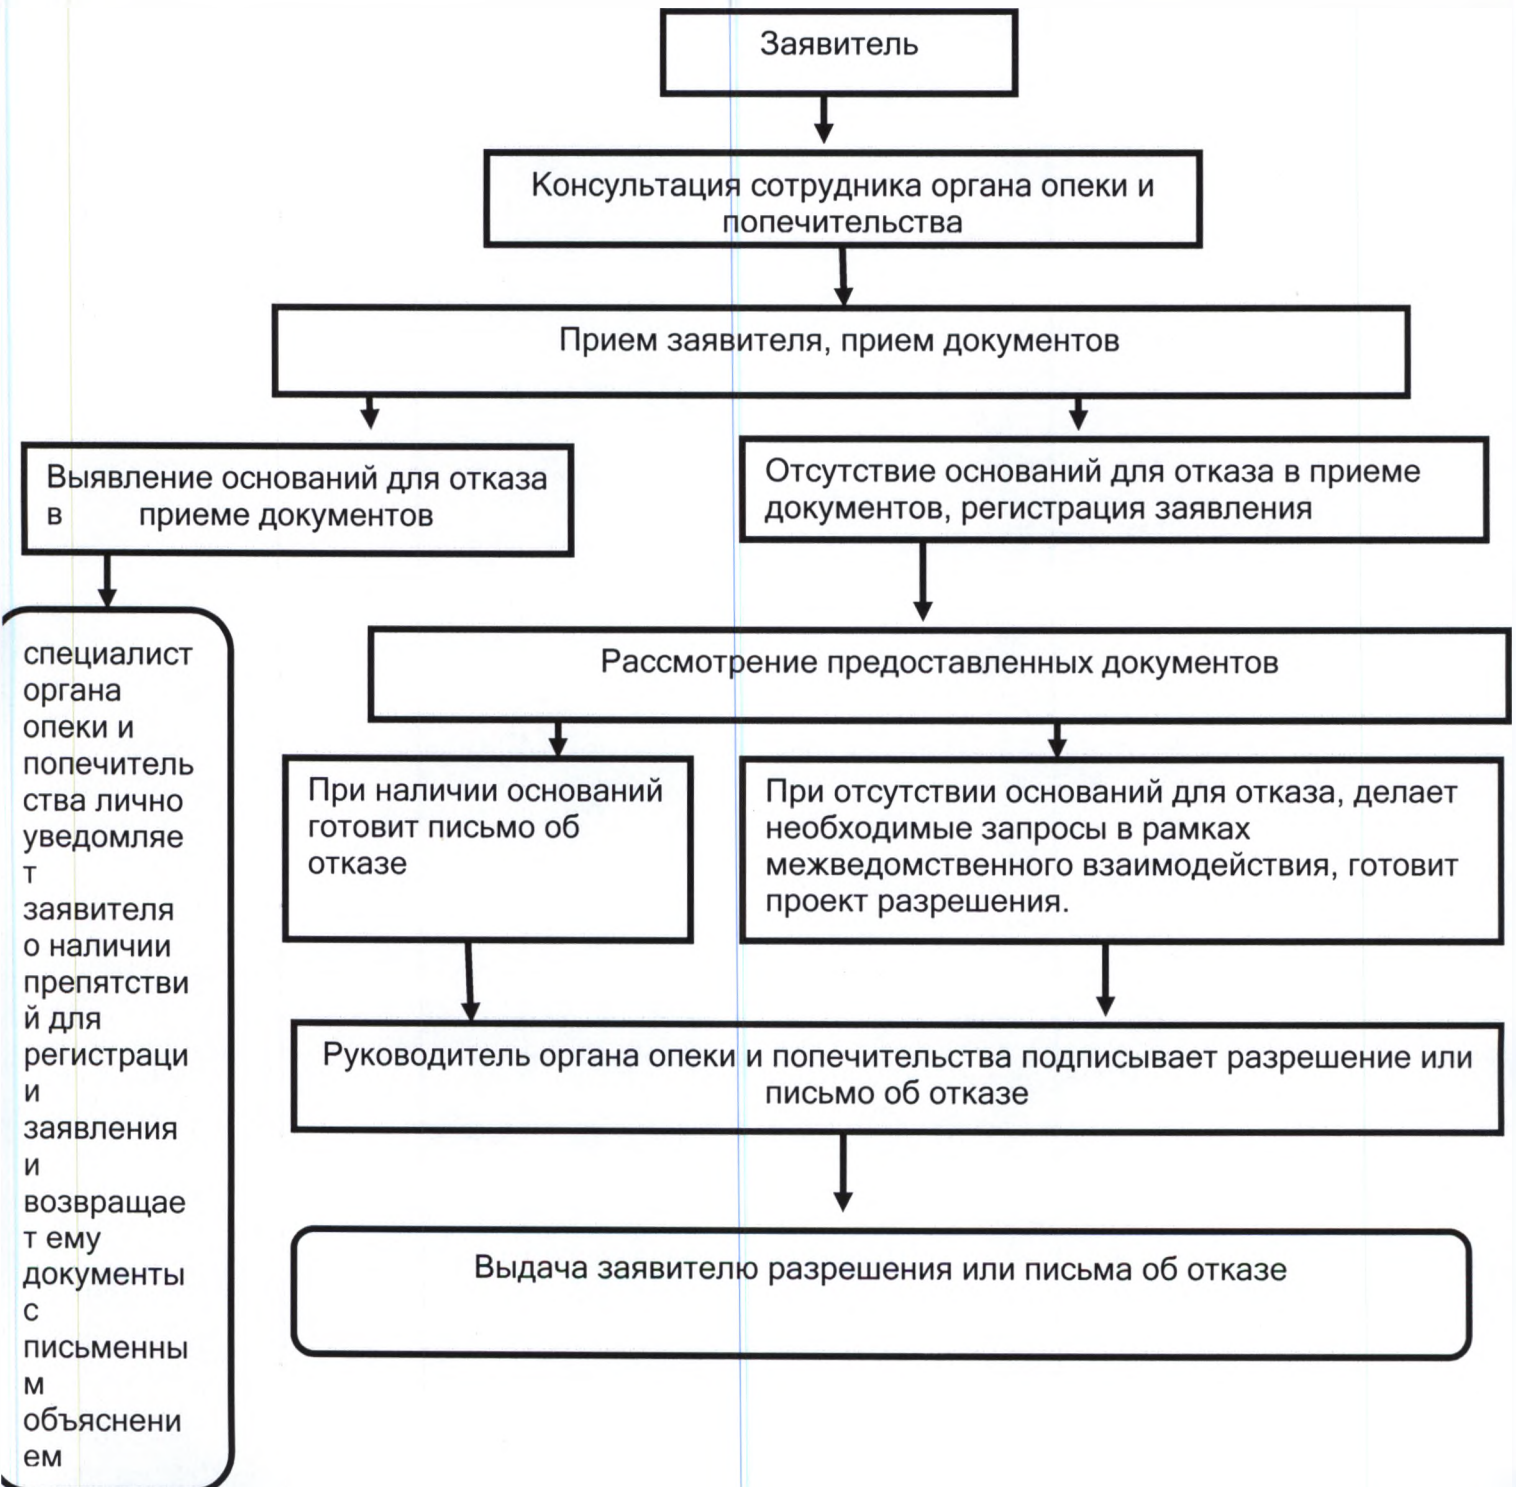 Заявитель
Консультация сотрудника органа опеки и
попечительства
Прием заявителя, прием документов
Выявление оснований для отказа
в приеме документов
Отсутствие оснований для отказа в приеме
документов, регистрация заявления
специалист
органа
опеки и
попечитель
ства лично
уведомляе
т
заявителя
о наличии
препятстви
й для
регистраци
и
заявления
и
возвращае
т ему
документы
с
письменны
м
объяснени
ем
Рассмотрение предоставленных документов
При наличии оснований
готовит письмо об
отказе
При отсутствии оснований для отказа, делает
необходимые запросы в рамках
межведомственного взаимодействия, готовит
проект разрешения.
Руководитель органа опеки и попечительства подписывает разрешение или
письмо об отказе
Выдача заявителю разрешения или письма об отказе